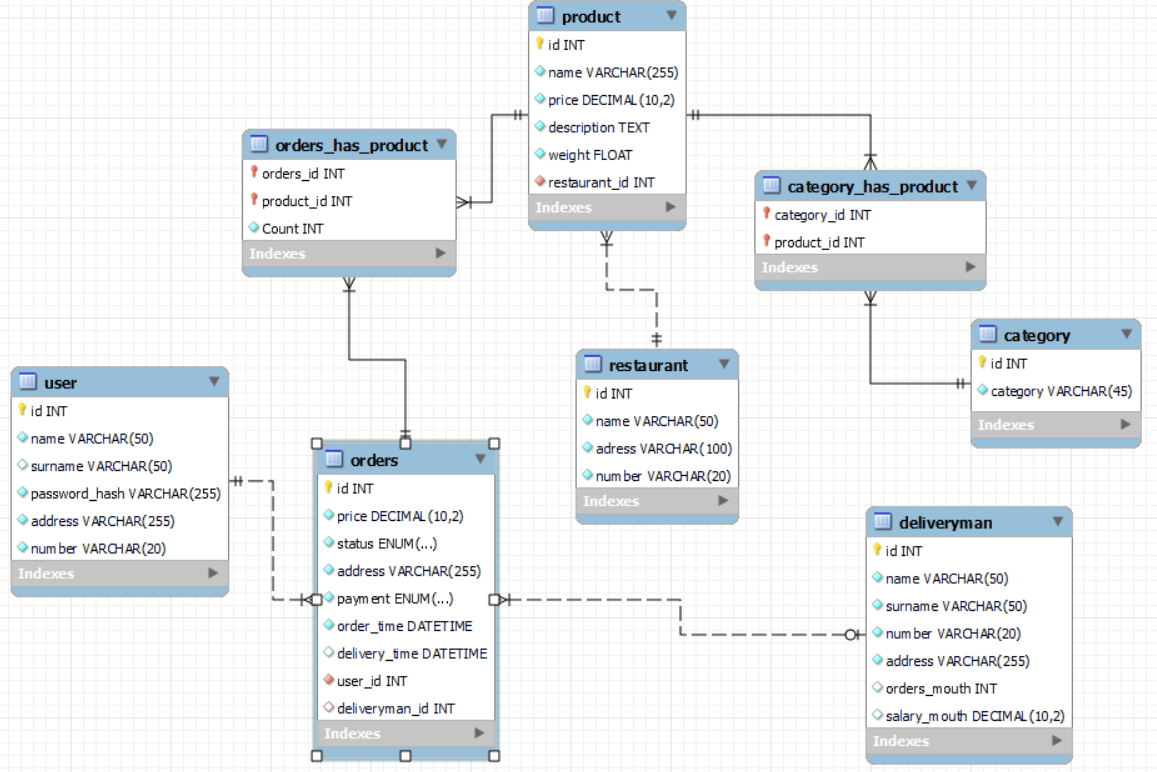 product
id INT
name VARCHAR(255)
price DECIMAL(10,2)
description TEXT
weight FLOAT
restaurant_id INT
Indexes
orders_has_product
orders_id INT
product_id INT
Count INT
Indexes
category_has_product
category_id INT
product_id INT
Indexes
category
id INT
category VARCHAR(45)
Indexes
user
id INT
name VARCHAR(50)
surname VARCHAR(50)
password_hash VARCHAR(255)
address VARCHAR(255)
number VARCHAR(20)
Indexes
restaurant
id INT
name VARCHAR(50)
adress VARCHAR(100)
number VARCHAR(20)
Indexes
orders
id INT
price DECIMAL(10,2)
status ENUM(...)
address VARCHAR(255)
payment ENUM(...)
order_time DATETIME
delivery_time DATETIME
user_id INT
deliveryman_id INT
Indexes
deliveryman
id INT
name VARCHAR(50)
surname VARCHAR(50)
number VARCHAR(20)
address VARCHAR(255)
orders_mouth INT
salary_mouth DECIMAL(10,2)
Indexes